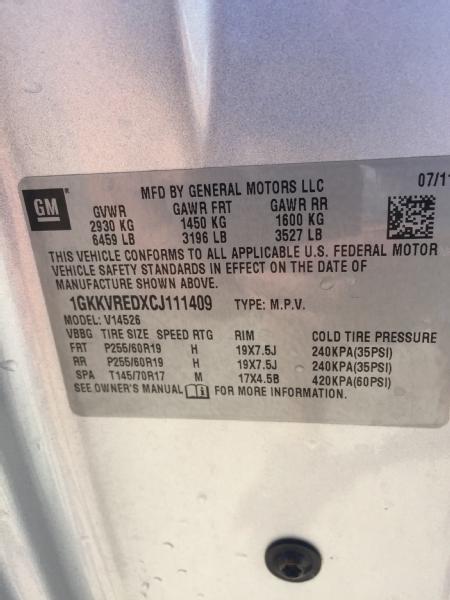 GM
MFD BY GENERAL MOTORS LLC 07/11
GVWR GAWR FRT GAWR RR
2930 KG 1450 KG 1600 KG
6459 LB 3196 LB 3527 LB
THIS VEHICLE CONFORMS TO ALL APPLICABLE U.S. FEDERAL MOTOR
VEHICLE SAFETY STANDARDS IN EFFECT ON THE DATE OF
MANUFACTURE SHOWN ABOVE.
1GKKVREDXCJ111409 TYPE: M.P.V.
MODEL: V14526
VBBG TIRE SIZE SPEED RTG RIM COLD TIRE PRESSURE
FRT P255/60R19 H 19X7.5J 240KPA(35PSI)
RR P255/60R19 H 19X7.5J 240KPA(35PSI)
SPA T145/70R17 M 17X4.5B 420KPA(60PSI)
SEE OWNER'S MANUAL FOR MORE INFORMATION.